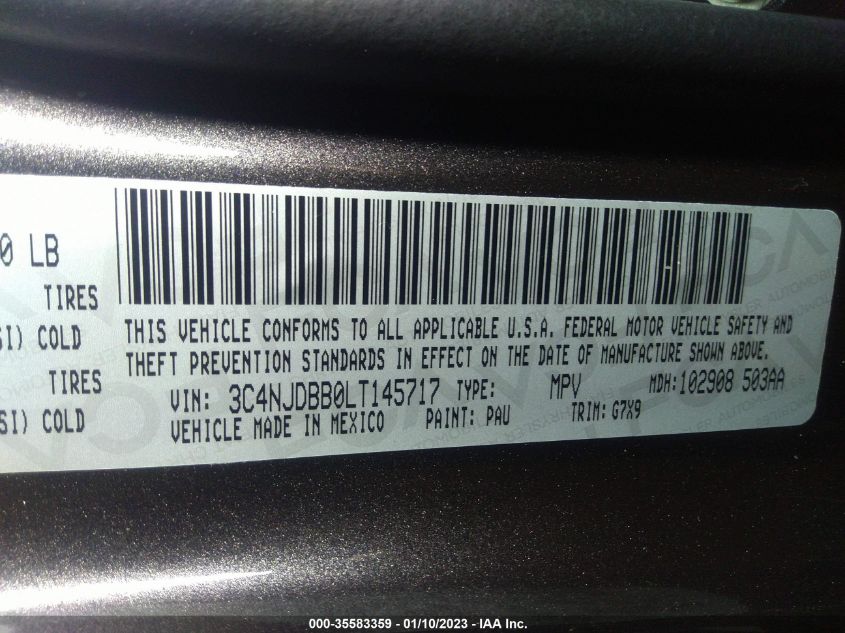 0 LB
TIRES
SI) COLD
TIRES
SI) COLD
THIS VEHICLE CONFORMS TO ALL APPLICABLE U.S.A. FEDERAL MOTOR VEHICLE SAFETY AND
THEFT PREVENTION STANDARDS IN EFFECT ON THE DATE OF MANUFACTURE SHOWN ABOVE.
VIN: 3C4NJDBB0LT145717 TYPE: MPV MDH:102908 503AA
VEHICLE MADE IN MEXICO PAINT: PAU TRIM: G7X9
000-35583359 - 01/10/2023 - IAA Inc.